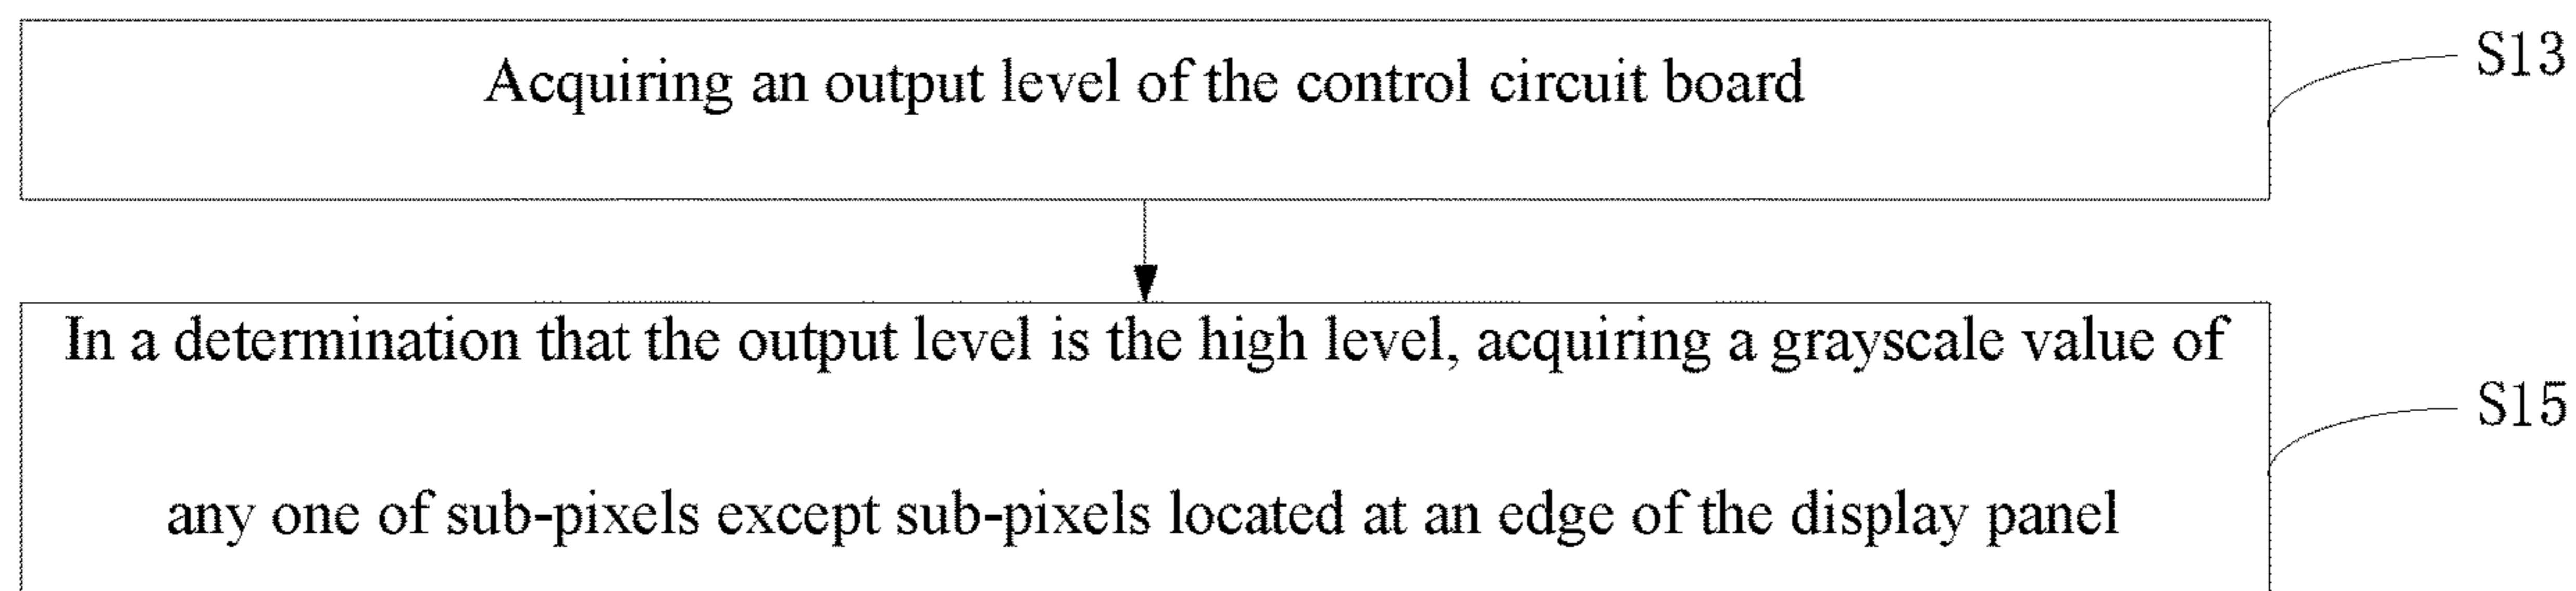 Acquiring an output level of the control circuit board
S13
In a determination that the output level is the high level, acquiring a grayscale value of
S15
any one of sub-pixels except sub-pixels located at an edge of the display panel